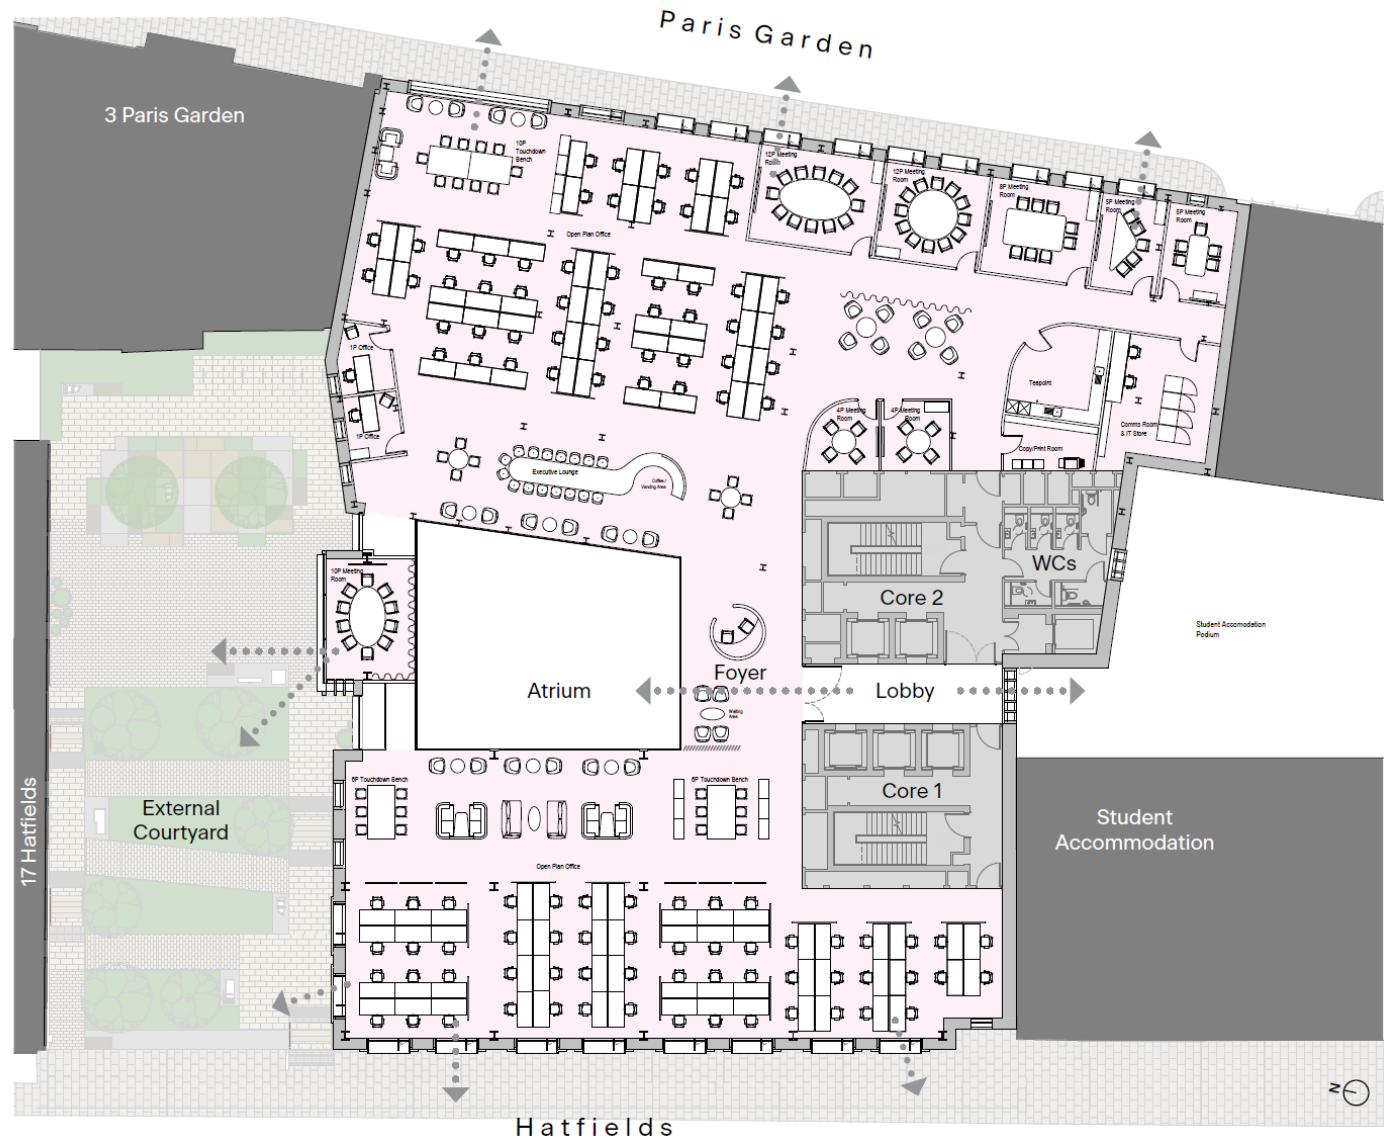 Paris Garden
3 Paris Garden
10P
Touchdown
Bench
12P Meeting
Room
12P Meeting
Room
8P Meeting
Room
5P Meeting
Room
5P Meeting
Room
Open Plan Office
1P Office
1P Office
Teapoint
4P Meeting
Room
4P Meeting
Room
Comms Room
& IT Store
Copy/Print Room
Executive Lounge
Coffee /
Vending Area
10P Meeting
Room
WCs
Core 2
Student Accomodation
Podium
Foyer
Atrium
Lobby
Waiting
Area
6P Touchdown Bench
6P Touchdown Bench
Core 1
External
Courtyard
17 Hatfields
Student
Accommodation
Open Plan Office
N
Hatfields